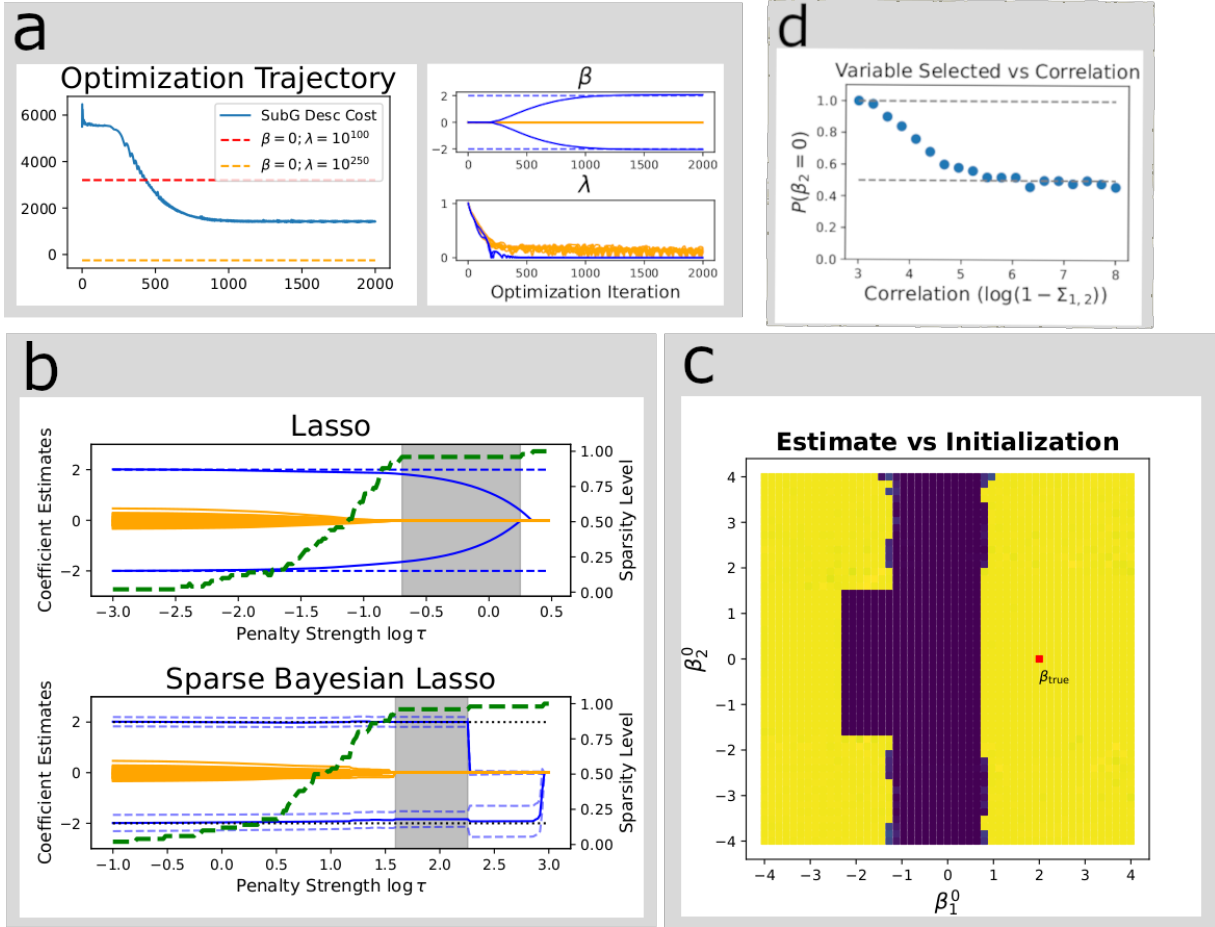 a
Optimization Trajectory
6000
4000
2000
0
SubG Desc Cost
β = 0; λ = 10^100
β = 0; λ = 10^250
0 500 1000 1500 2000
β
2
0
−2
0 500 1000 1500 2000
λ
1
0
0 500 1000 1500 2000
Optimization Iteration
d
Variable Selected vs Correlation
P(β₂ = 0)
1.0
0.8
0.6
0.4
0.2
0.0
3 4 5 6 7 8
Correlation (log(1 − Σ₁,₂))
b
Lasso
Coefficient Estimates
2
0
−2
1.00
0.75
0.50
0.25
0.00
Sparsity Level
−3.0 −2.5 −2.0 −1.5 −1.0 −0.5 0.0 0.5
Penalty Strength log τ
Sparse Bayesian Lasso
Coefficient Estimates
2
0
−2
1.00
0.75
0.50
0.25
0.00
Sparsity Level
−1.0 −0.5 0.0 0.5 1.0 1.5 2.0 2.5 3.0
Penalty Strength log τ
c
Estimate vs Initialization
β₂⁰
4
3
2
1
0
−1
−2
−3
−4
βtrue
−4 −3 −2 −1 0 1 2 3 4
β₁⁰